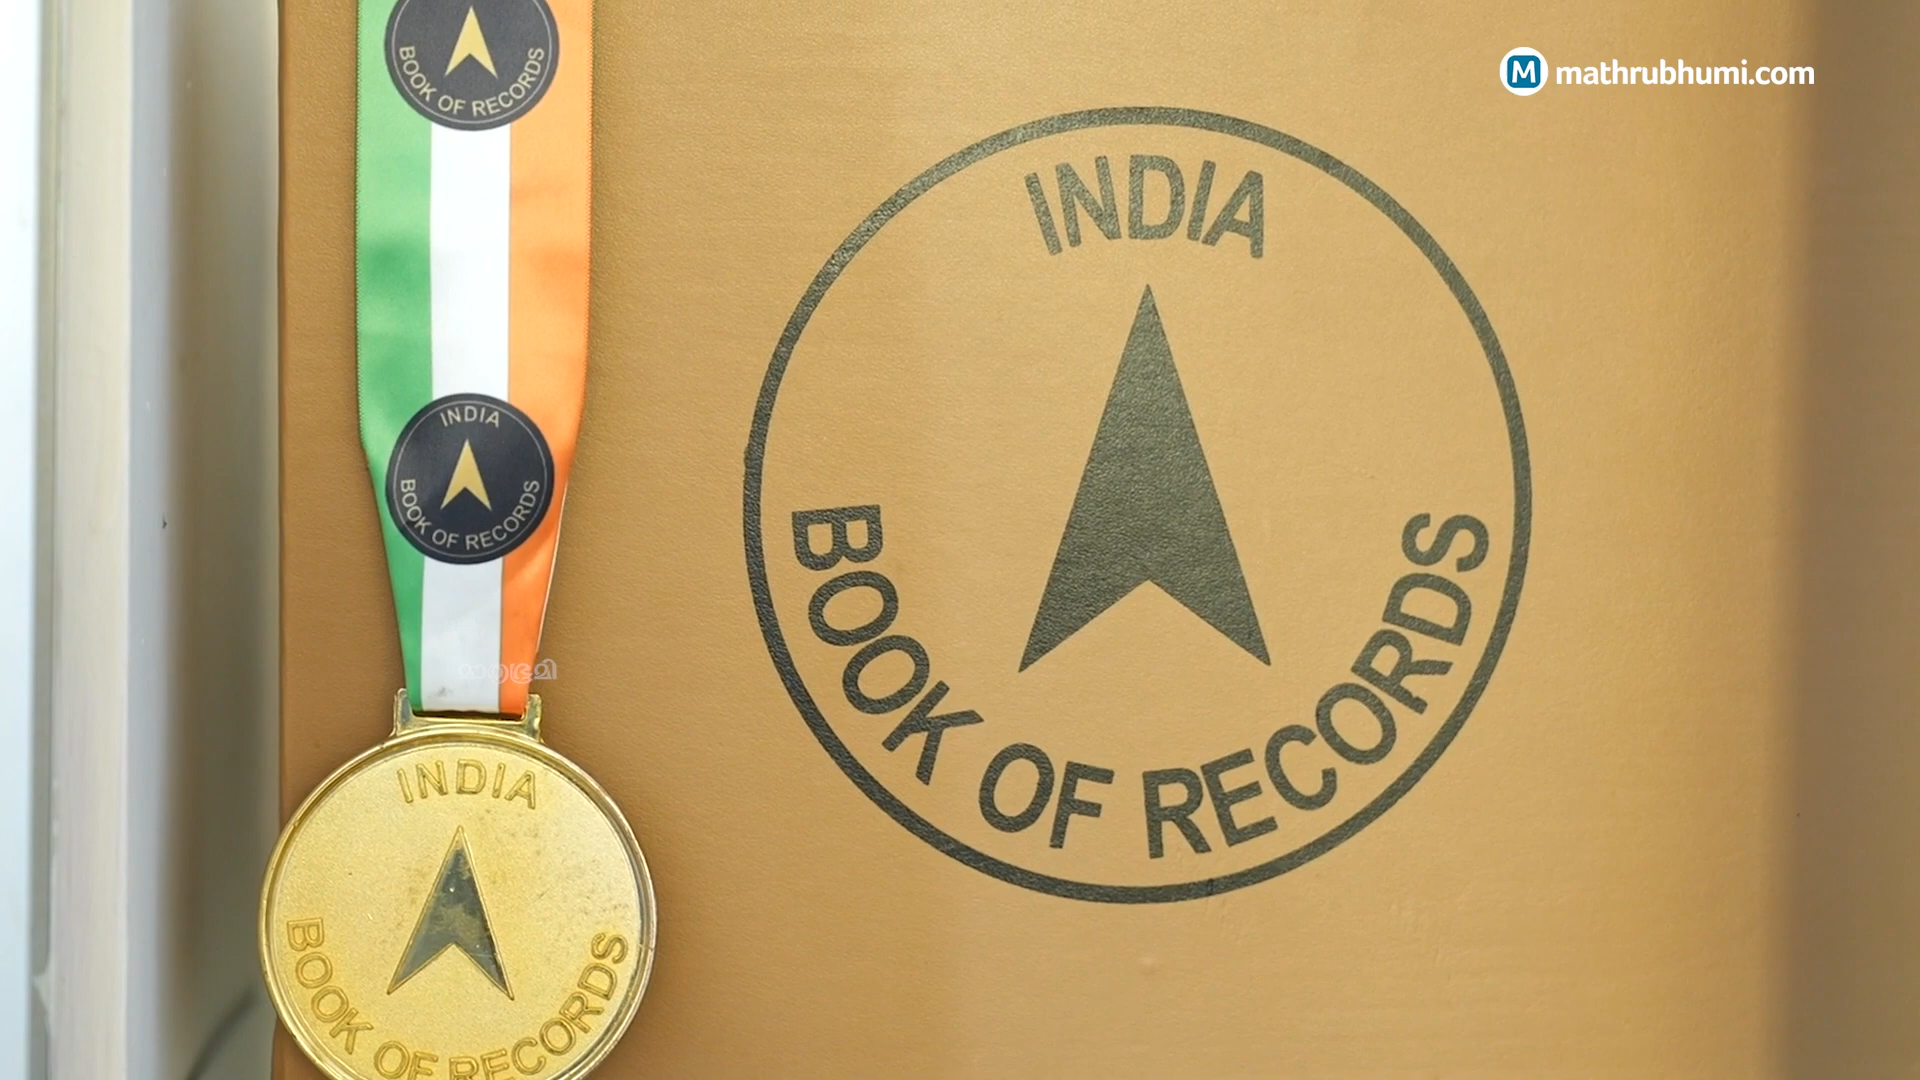 BOOK OF RECORDS
mathrubhumi.com
INDIA
BOOK OF RECORDS
INDIA
BOOK OF RECORDS
മാതൃഭൂമി
INDIA
BOOK OF RECORDS